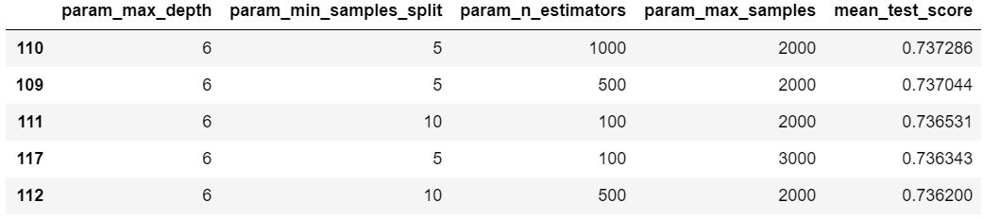 param_max_depth param_min_samples_split param_n_estimators param_max_samples mean_test_score
110 6 5 1000 2000 0.737286
109 6 5 500 2000 0.737044
111 6 10 100 2000 0.736531
117 6 5 100 3000 0.736343
112 6 10 500 2000 0.736200